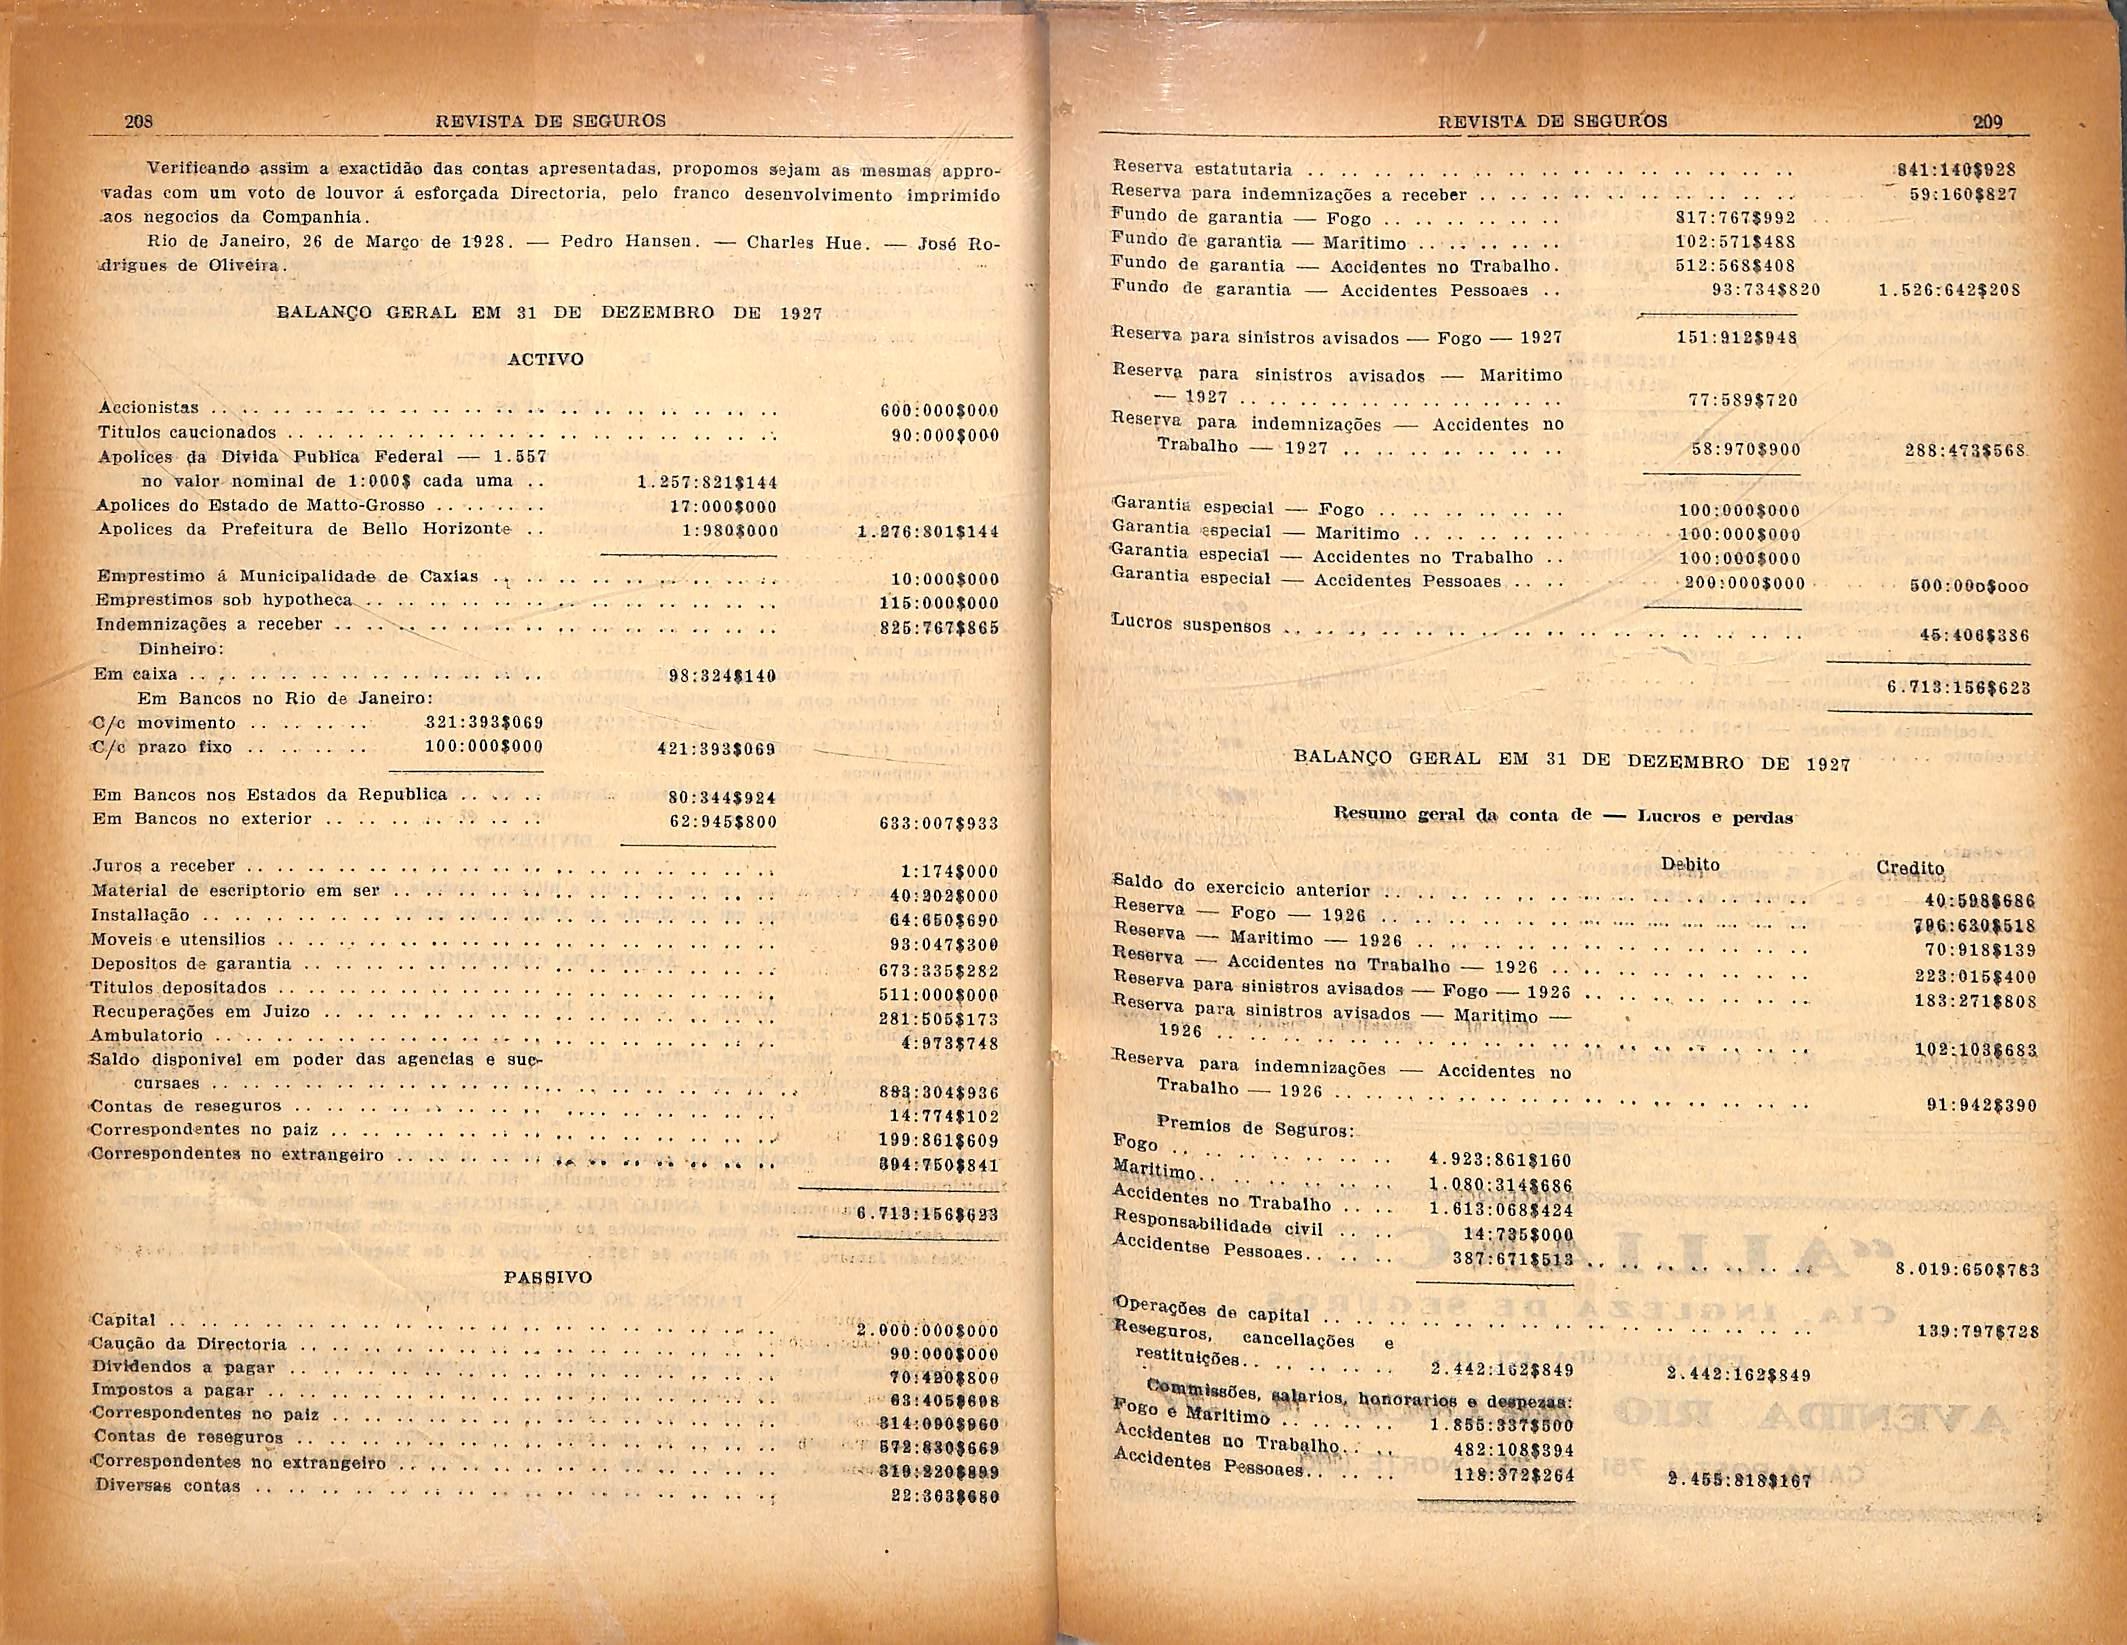 208 REVISTA DE SEGUROS
Verificando assim a exactidão das contas apresentadas, propomos sejam as mesmas appro-
vadas com um voto de louvor á esforçada Directoria, pelo franco desenvolvimento imprimido
aos negocios da Companhia.
Rio de Janeiro, 26 de Março de 1928. — Pedro Hansen. — Charles Hue. — José Ro-
drigues de Oliveira.
BALANÇO GERAL EM 31 DE DEZEMBRO DE 1927
ACTIVO
Accionistas 600:000$000
Titulos caucionados 90:000$000
Apolices da Divida Publica Federal — 1.557
no valor nominal de 1:000$ cada uma 1.257:821$144
Apolices do Estado de Matto-Grosso 17:000$000
Apolices da Prefeitura de Bello Horizonte 1:980$000 1.276:801$144
Emprestimo á Municipalidade de Caxias 10:000$000
Emprestimos sob hypotheca 115:000$000
Indemnizações a receber 825:767$865
Dinheiro:
Em caixa 98:324$140
Em Bancos no Rio de Janeiro:
C/c movimento 321:393$069
C/c prazo fixo 100:000$000 421:393$069
Em Bancos nos Estados da Republica 80:344$924
Em Bancos no exterior 62:945$800 633:007$933
Juros a receber 1:174$000
Material de escriptorio em ser 40:202$000
Installação 64:650$690
Moveis e utensilios 93:047$300
Depositos de garantia 673:335$282
Titulos depositados 511:000$000
Recuperações em Juizo 281:505$173
Ambulatorio 4:973$748
Saldo disponivel em poder das agencias e suc-
cursaes 883:304$936
Contas de reseguros 14:774$102
Correspondentes no paiz 199:861$609
Correspondentes no extrangeiro 394:750$841
6.713:156$623
PASSIVO
Capital 2.000:000$000
Caução da Directoria 90:000$000
Dividendos a pagar 70:420$800
Impostos a pagar 63:405$698
Correspondentes no paiz 314:090$960
Contas de reseguros 572:830$669
Correspondentes no extrangeiro 319:220$899
Diversas contas 22:363$680
REVISTA DE SEGUROS 209
Reserva estatutaria 841:140$928
Reserva para indemnizações a receber 59:160$827
Fundo de garantia — Fogo 817:767$992
Fundo de garantia — Maritimo 102:571$488
Fundo de garantia — Accidentes no Trabalho. 512:568$408
Fundo de garantia — Accidentes Pessoaes 93:734$820 1.526:642$208
Reserva para sinistros avisados — Fogo — 1927 151:912$948
Reserva para sinistros avisados — Maritimo
— 1927 77:589$720
Reserva para indemnizações — Accidentes no
Trabalho — 1927 58:970$900 288:473$568
Garantia especial — Fogo 100:000$000
Garantia especial — Maritimo 100:000$000
Garantia especial — Accidentes no Trabalho 100:000$000
Garantia especial — Accidentes Pessoaes 200:000$000 500:000$000
Lucros suspensos 45:406$386
6.713:156$623
BALANÇO GERAL EM 31 DE DEZEMBRO DE 1927
Resumo geral da conta de — Lucros e perdas
Debito Credito
Saldo do exercicio anterior 40:598$686
Reserva — Fogo — 1926 796:630$518
Reserva — Maritimo — 1926 70:918$139
Reserva — Accidentes no Trabalho — 1926 223:015$400
Reserva para sinistros avisados — Fogo — 1926 183:271$808
Reserva para sinistros avisados — Maritimo —
1926 102:103$683
Reserva para indemnizações — Accidentes no
Trabalho — 1926 91:942$390
Premios de Seguros:
Fogo 4.923:861$160
Maritimo 1.080:314$686
Accidentes no Trabalho 1.613:068$424
Responsabilidade civil 14:735$000
Accidentse Pessoaes 387:671$513 8.019:650$783
Operações de capital 139:797$728
Reseguros, cancellações e
restituições 2.442:162$849 2.442:162$849
Commissões, salarios, honorarios e despezas:
Fogo e Maritimo 1.855:337$500
Accidentes no Trabalho 482:108$394
Accidentes Pessoaes 118:372$264 2.455:818$167